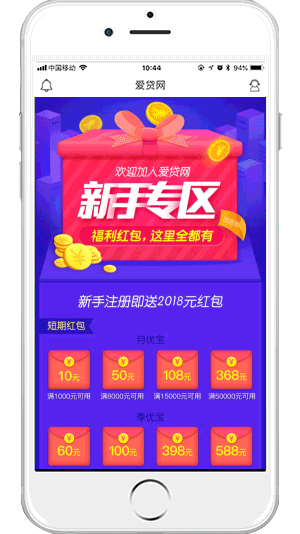 中国移动 10:44 94%
爱贷网
欢迎加入爱贷网
新手专区
福利红包，这里全都有
新手注册即送2018元红包
短期红包
月优宝
10元 50元 108元 368元
满1000元可用 满8000元可用 满15000元可用 满50000元可用
季优宝
60元 100元 398元 588元